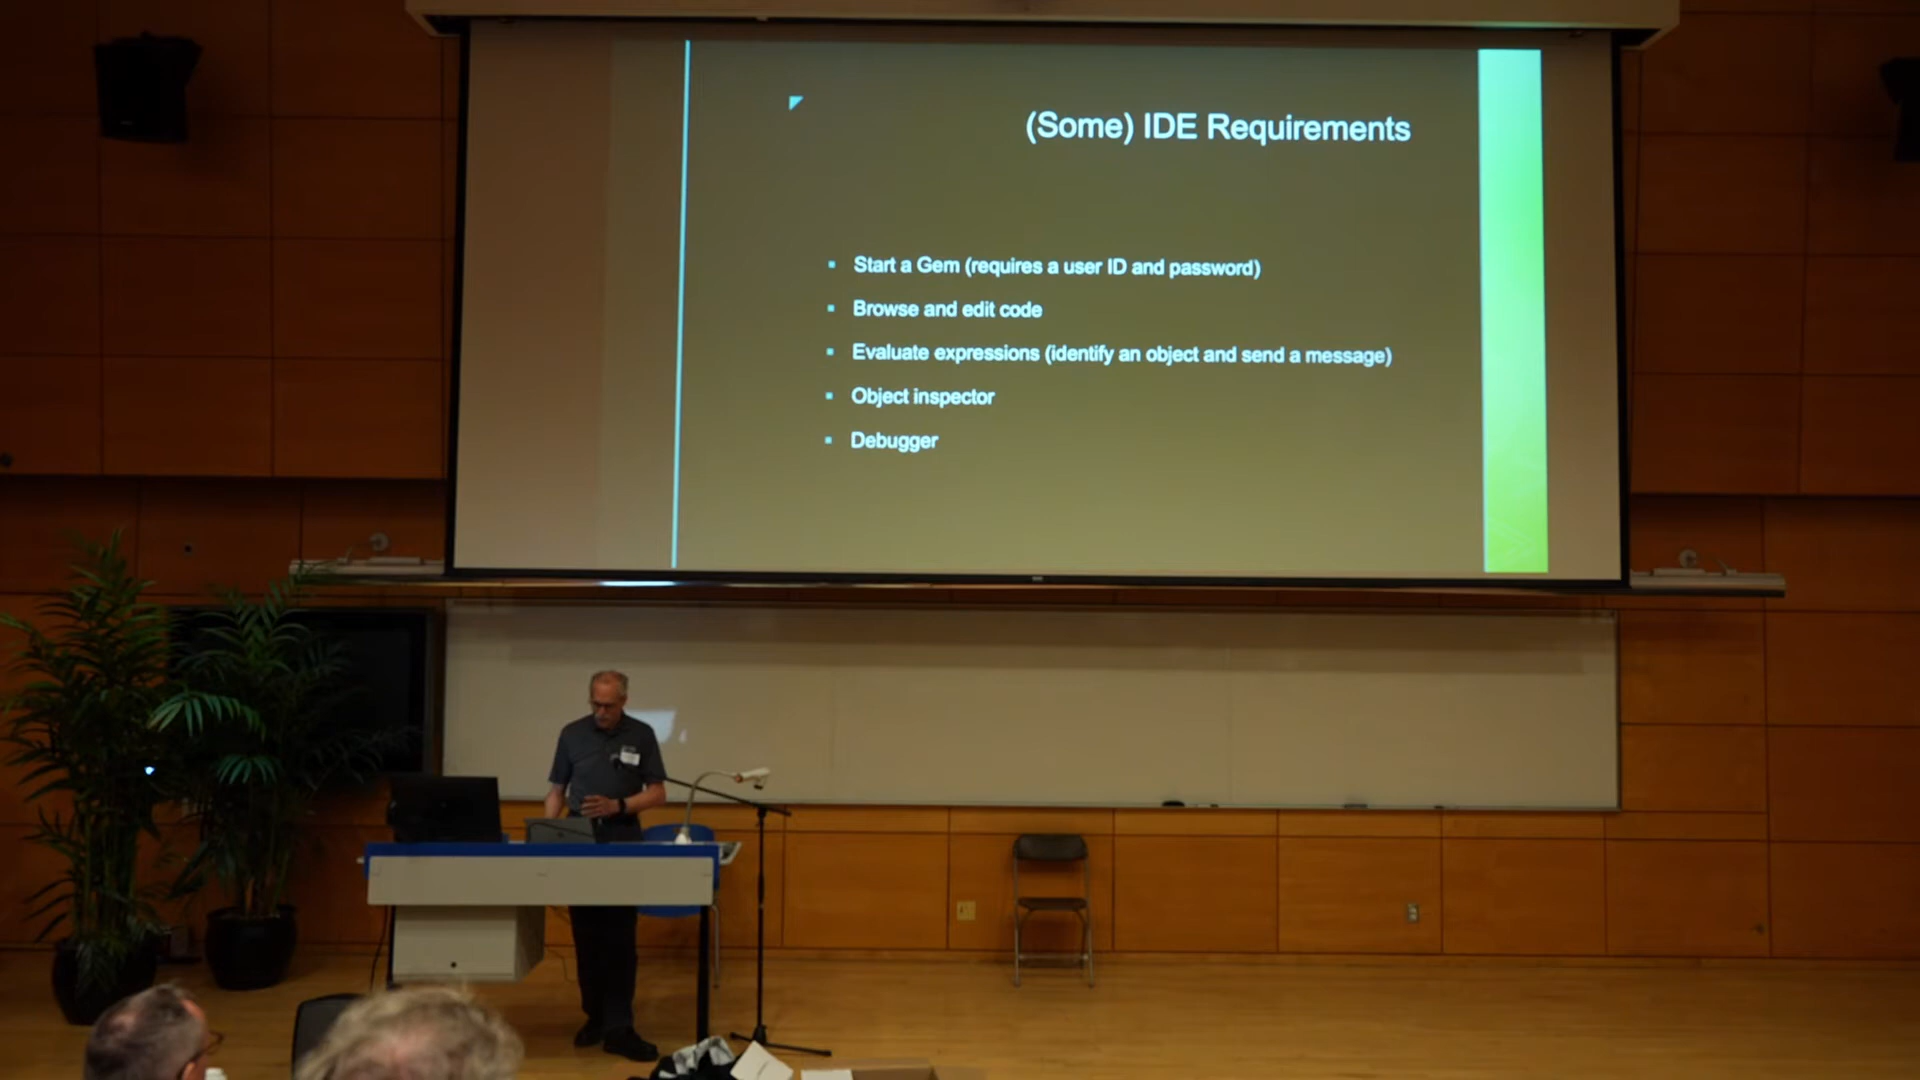 (Some) IDE Requirements
▪ Start a Gem (requires a user ID and password)
▪ Browse and edit code
▪ Evaluate expressions (identify an object and send a message)
▪ Object inspector
▪ Debugger